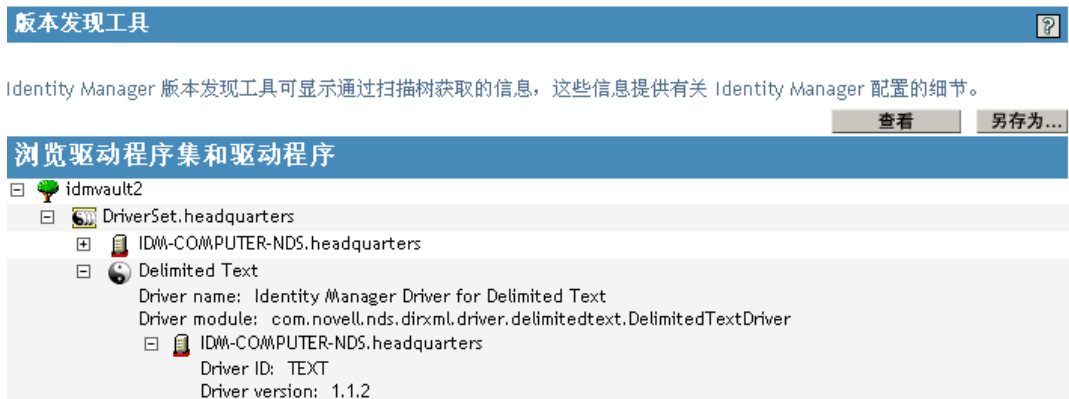 版本发现工具
Identity Manager 版本发现工具可显示通过扫描树获取的信息，这些信息提供有关 Identity Manager 配置的细节。
查看 另存为...
浏览驱动程序集和驱动程序
idmvault2
DriverSet.headquarters
IDM-COMPUTER-NDS.headquarters
Delimited Text
Driver name: Identity Manager Driver for Delimited Text
Driver module: com.novell.nds.dirxml.driver.delimitedtext.DelimitedTextDriver
IDM-COMPUTER-NDS.headquarters
Driver ID: TEXT
Driver version: 1.1.2